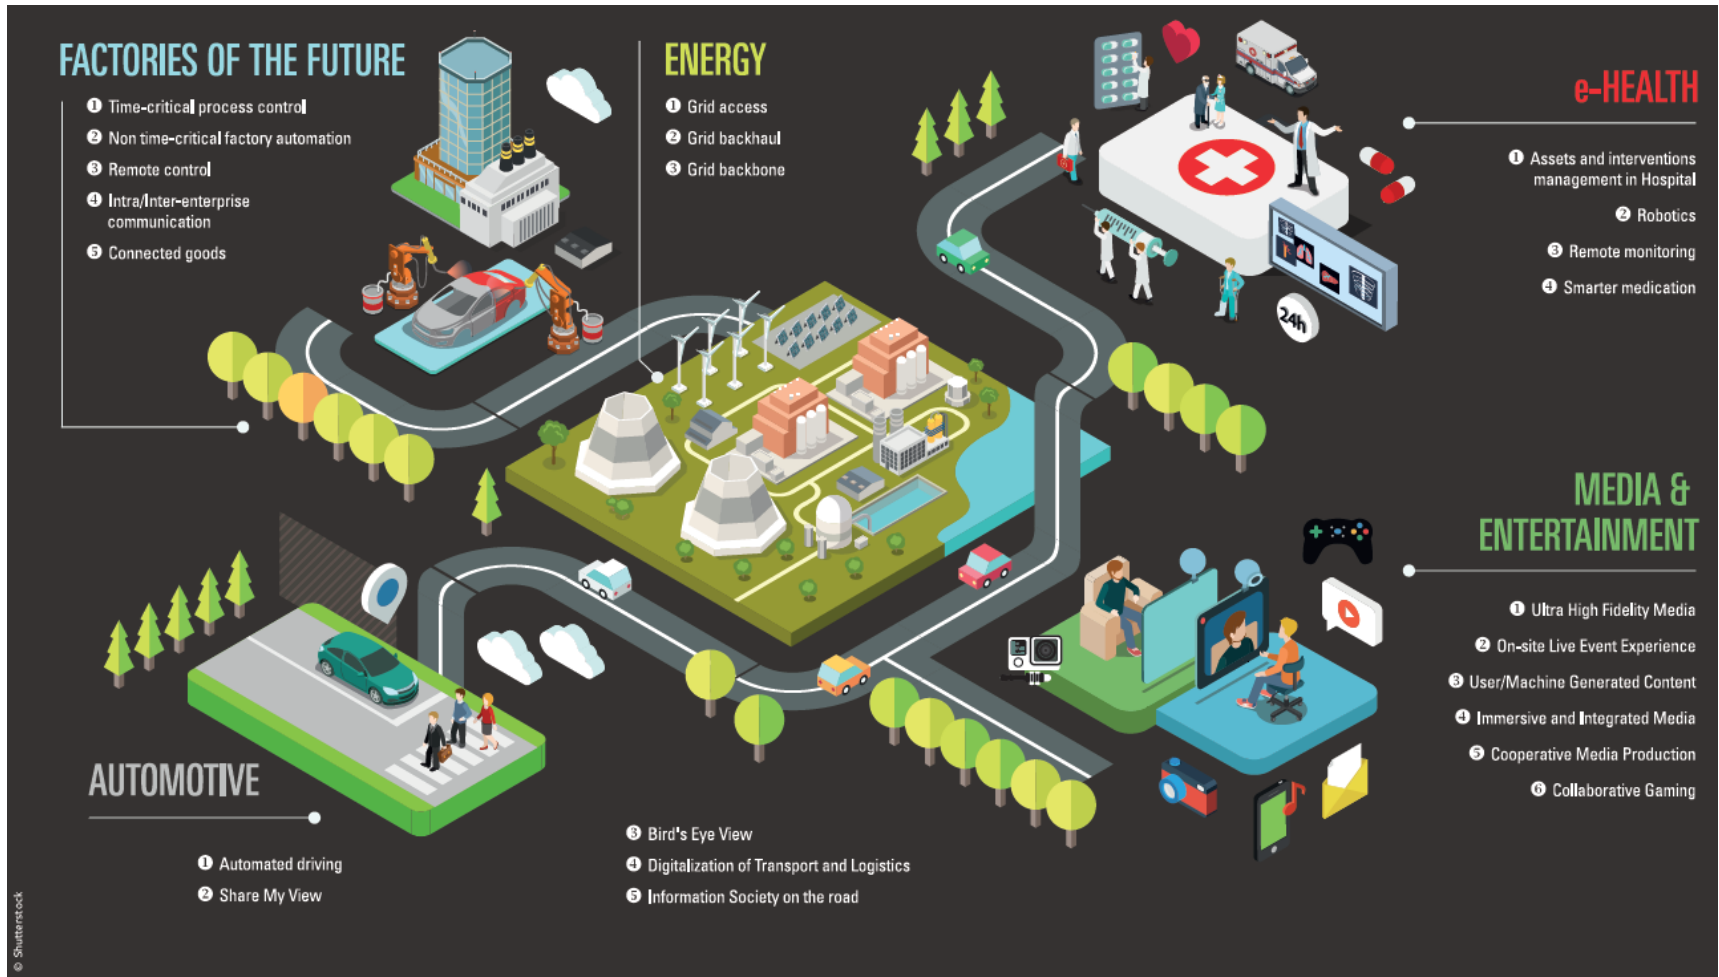 FACTORIES OF THE FUTURE
❶ Time-critical process control
❷ Non time-critical factory automation
❸ Remote control
❹ Intra/Inter-enterprise
communication
❺ Connected goods
ENERGY
❶ Grid access
❷ Grid backhaul
❸ Grid backbone
e-HEALTH
❶ Assets and interventions
management in Hospital
❷ Robotics
❸ Remote monitoring
❹ Smarter medication
24h
MEDIA &
ENTERTAINMENT
❶ Ultra High Fidelity Media
❷ On-site Live Event Experience
❸ User/Machine Generated Content
❹ Immersive and Integrated Media
❺ Cooperative Media Production
❻ Collaborative Gaming
AUTOMOTIVE
❶ Automated driving
❷ Share My View
❸ Bird's Eye View
❹ Digitalization of Transport and Logistics
❺ Information Society on the road
© Shutterstock